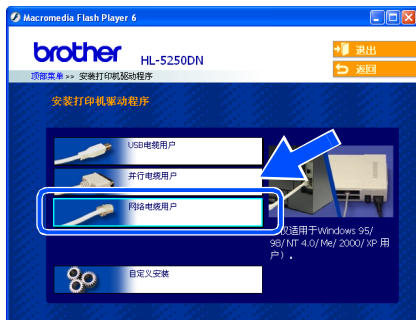 Macromedia Flash Player 6
brother
HL-5250DN
退出
返回
顶部菜单 >> 安装打印机驱动程序
安装打印机驱动程序
USB电缆用户
并行电缆用户
网络电缆用户
仅适用于Windows 95/
98/ NT 4.0/ Me/ 2000/ XP 用
户）.
自定义安装